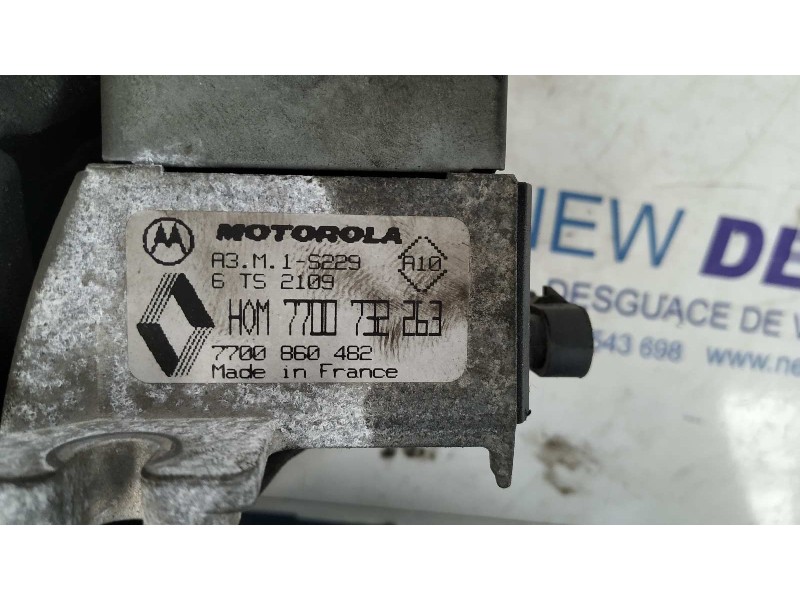 MOTOROLA
A3.M.1-S229
A10
6 TS 2109
HOM 7700 732 263
7700 860 482
Made in France
NEW DE
DESGUACE DE V
543 698
www.ne